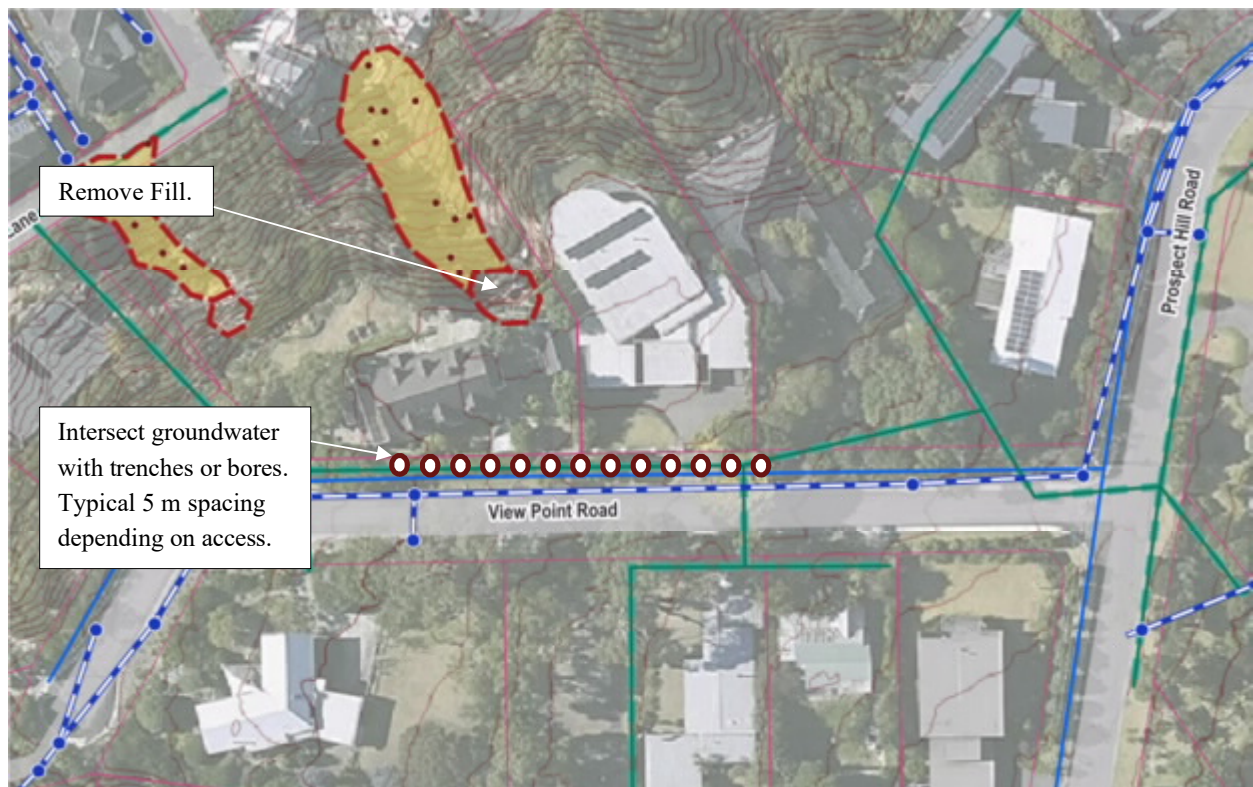 Remove Fill.
Lane
Prospect Hill Road
Intersect groundwater
with trenches or bores.
Typical 5 m spacing
depending on access.
View Point Road